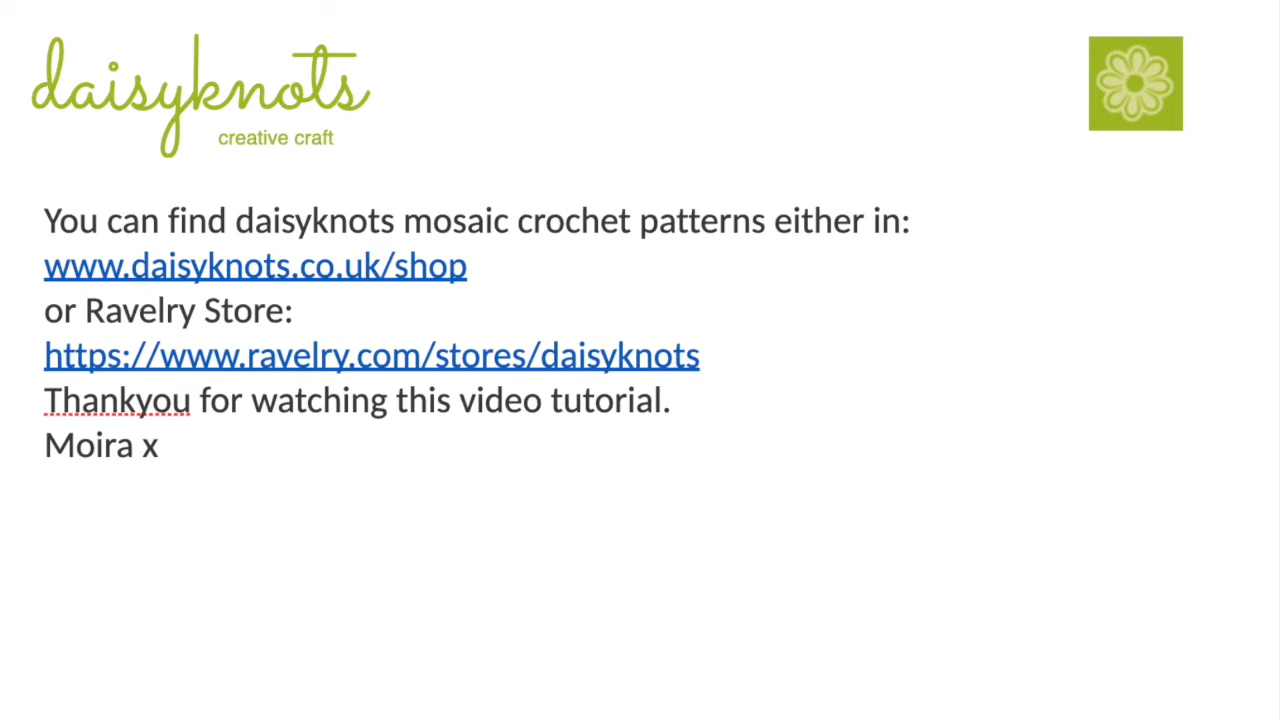 daisyknots
creative craft
You can find daisyknots mosaic crochet patterns either in:
www.daisyknots.co.uk/shop
or Ravelry Store:
https://www.ravelry.com/stores/daisyknots
Thankyou for watching this video tutorial.
Moira x